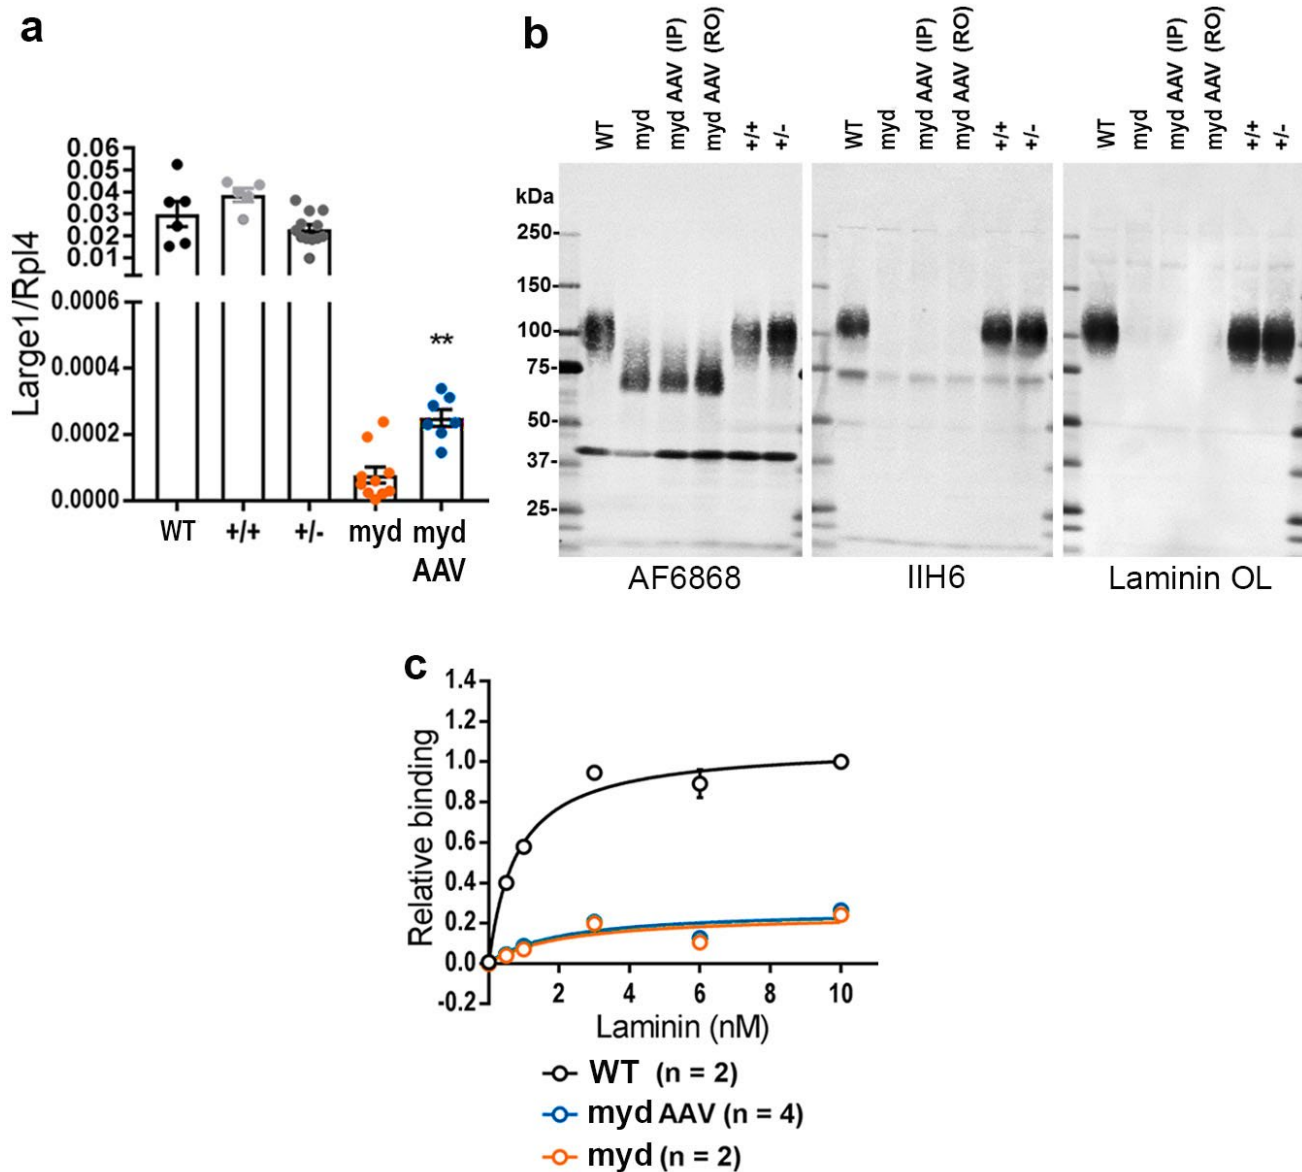 a
Large1/Rpl4
0.06
0.05
0.04
0.03
0.02
0.01
0.0006
0.0004
0.0002
0.0000
**
WT +/+ +/- myd myd
AAV
b
WT myd myd AAV (IP) myd AAV (RO) +/+ +/-
WT myd myd AAV (IP) myd AAV (RO) +/+ +/-
WT myd myd AAV (IP) myd AAV (RO) +/+ +/-
kDa
250-
150-
100-
75-
50-
37-
25-
AF6868 IIH6 Laminin OL
c
Relative binding
1.4
1.2
1.0
0.8
0.6
0.4
0.2
0.0
-0.2
2 4 6 8 10
Laminin (nM)
WT (n = 2)
myd AAV (n = 4)
myd (n = 2)